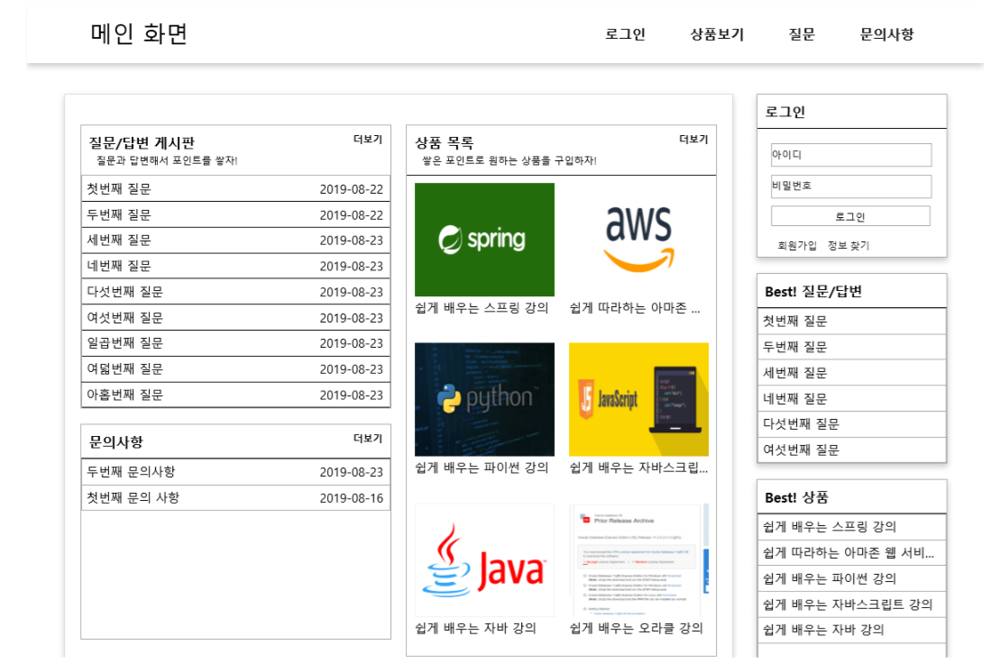 메인 화면
로그인 상품보기 질문 문의사항
질문/답변 게시판 더보기
질문과 답변해서 포인트를 쌓자!
첫번째 질문 2019-08-22
두번째 질문 2019-08-22
세번째 질문 2019-08-23
네번째 질문 2019-08-23
다섯번째 질문 2019-08-23
여섯번째 질문 2019-08-23
일곱번째 질문 2019-08-23
여덟번째 질문 2019-08-23
아홉번째 질문 2019-08-23
문의사항 더보기
두번째 문의사항 2019-08-23
첫번째 문의 사항 2019-08-16
상품 목록 더보기
쌓은 포인트로 원하는 상품을 구입하자!
spring
aws
쉽게 배우는 스프링 강의
쉽게 따라하는 아마존 ...
python
JS JavaScript
쉽게 배우는 파이썬 강의
쉽게 배우는 자바스크립...
Java
Prior Release Archive
쉽게 배우는 자바 강의
쉽게 배우는 오라클 강의
로그인
아이디
비밀번호
로그인
회원가입 정보 찾기
Best! 질문/답변
첫번째 질문
두번째 질문
세번째 질문
네번째 질문
다섯번째 질문
여섯번째 질문
Best! 상품
쉽게 배우는 스프링 강의
쉽게 따라하는 아마존 웹 서비...
쉽게 배우는 파이썬 강의
쉽게 배우는 자바스크립트 강의
쉽게 배우는 자바 강의